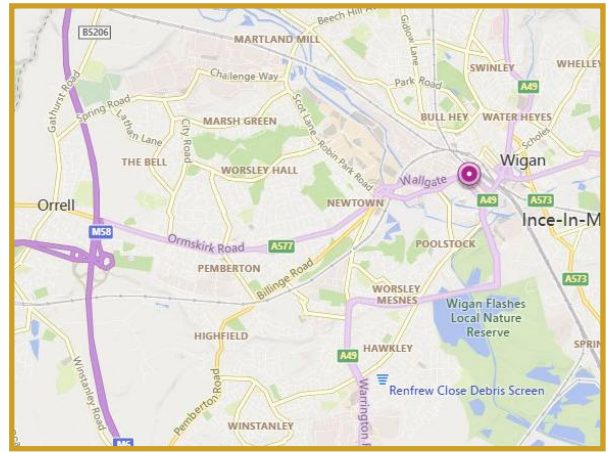 Beech Hill
B5206
MARTLAND MILL
Gidlow Lane
SWINLEY
WHELLEY
Challenge Way
Park Road
A49
Gathurst Road
Spring Road
Lathan Lane
City Road
MARSH GREEN
Scot Lane
Robin Park Road
BULL HEY
WATER HEYES
Scholes
THE BELL
WORSLEY HALL
Wallgate
Wigan
Orrell
NEWTOWN
A49
A573
Ince-In-M
M58
Ormskirk Road
A577
POOLSTOCK
PEMBERTON
Billinge Road
A573
WORSLEY
MESNES
Wigan Flashes
Local Nature
Reserve
HIGHFIELD
A49
HAWKLEY
SPRIN
Winstanley Road
Pemberton Road
Warrington
Renfrew Close Debris Screen
WINSTANLEY